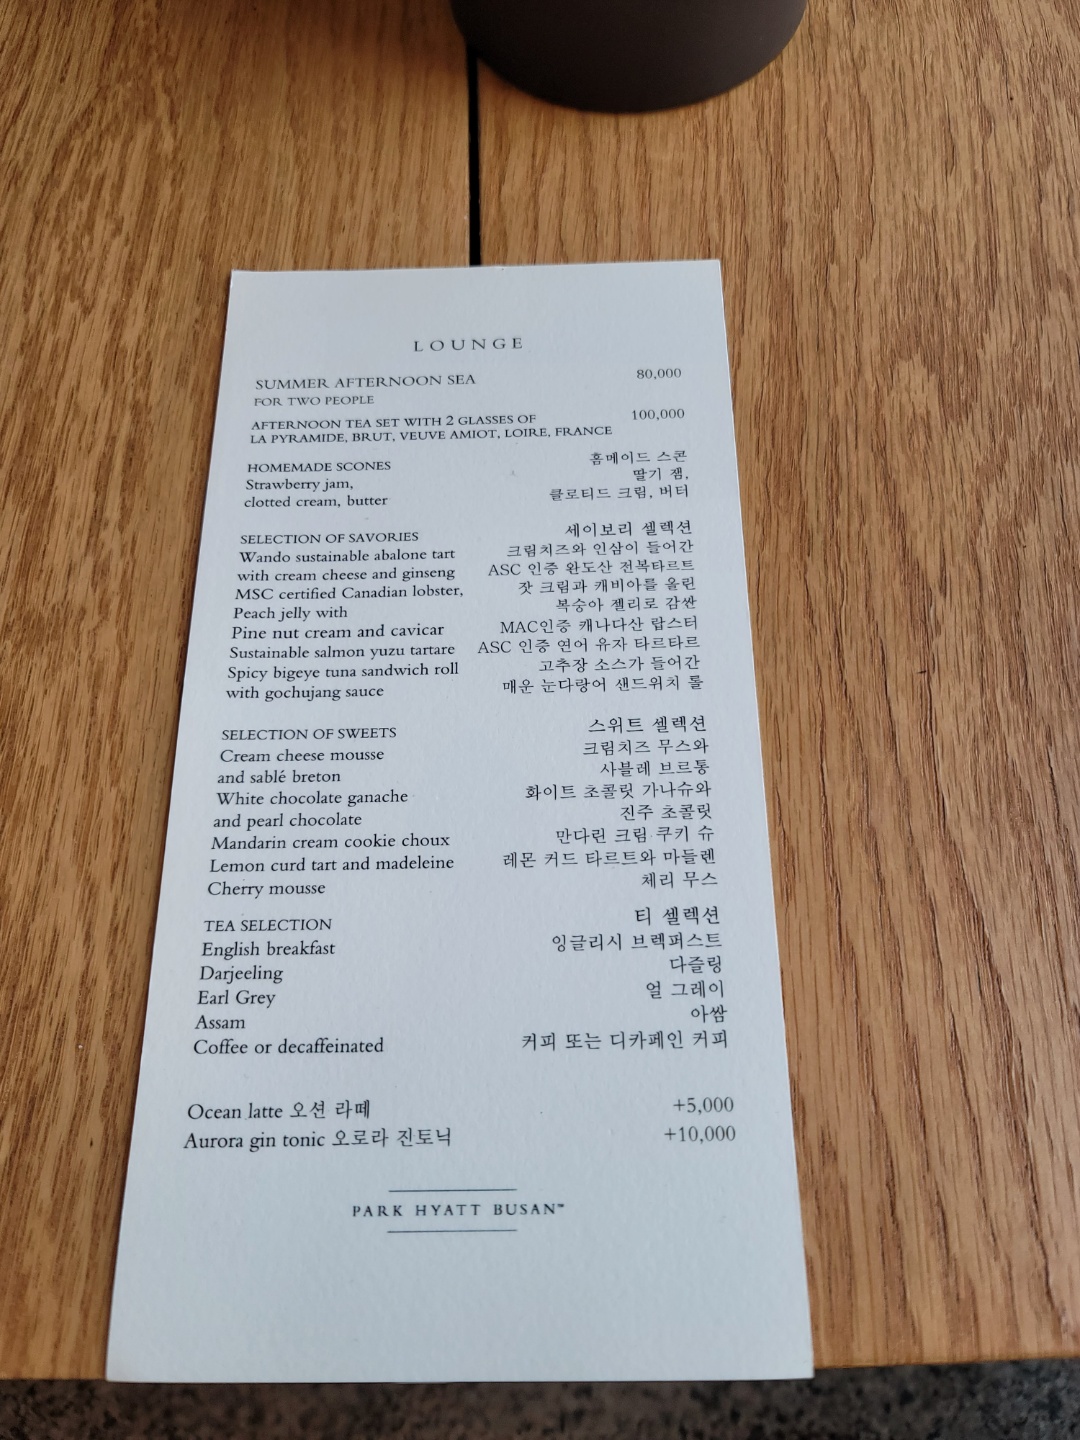 LOUNGE
SUMMER AFTERNOON SEA 80,000
FOR TWO PEOPLE
AFTERNOON TEA SET WITH 2 GLASSES OF 100,000
LA PYRAMIDE, BRUT, VEUVE AMIOT, LOIRE, FRANCE
HOMEMADE SCONES 홈메이드 스콘
Strawberry jam, 딸기 잼,
clotted cream, butter 클로티드 크림, 버터
SELECTION OF SAVORIES 세이보리 셀렉션
Wando sustainable abalone tart 크림치즈와 인삼이 들어간
with cream cheese and ginseng ASC 인증 완도산 전복타르트
MSC certified Canadian lobster, 잣 크림과 캐비아를 올린
Peach jelly with 복숭아 젤리로 감싼
Pine nut cream and cavicar MAC인증 캐나다산 랍스터
Sustainable salmon yuzu tartare ASC 인증 연어 유자 타르타르
Spicy bigeye tuna sandwich roll 고추장 소스가 들어간
with gochujang sauce 매운 눈다랑어 샌드위치 롤
SELECTION OF SWEETS 스위트 셀렉션
Cream cheese mousse 크림치즈 무스와
and sablé breton 사블레 브르통
White chocolate ganache 화이트 초콜릿 가나슈와
and pearl chocolate 진주 초콜릿
Mandarin cream cookie choux 만다린 크림 쿠키 슈
Lemon curd tart and madeleine 레몬 커드 타르트와 마들렌
Cherry mousse 체리 무스
TEA SELECTION 티 셀렉션
English breakfast 잉글리시 브렉퍼스트
Darjeeling 다즐링
Earl Grey 얼 그레이
Assam 아쌈
Coffee or decaffeinated 커피 또는 디카페인 커피
Ocean latte 오션 라떼 +5,000
Aurora gin tonic 오로라 진토닉 +10,000
PARK HYATT BUSAN™